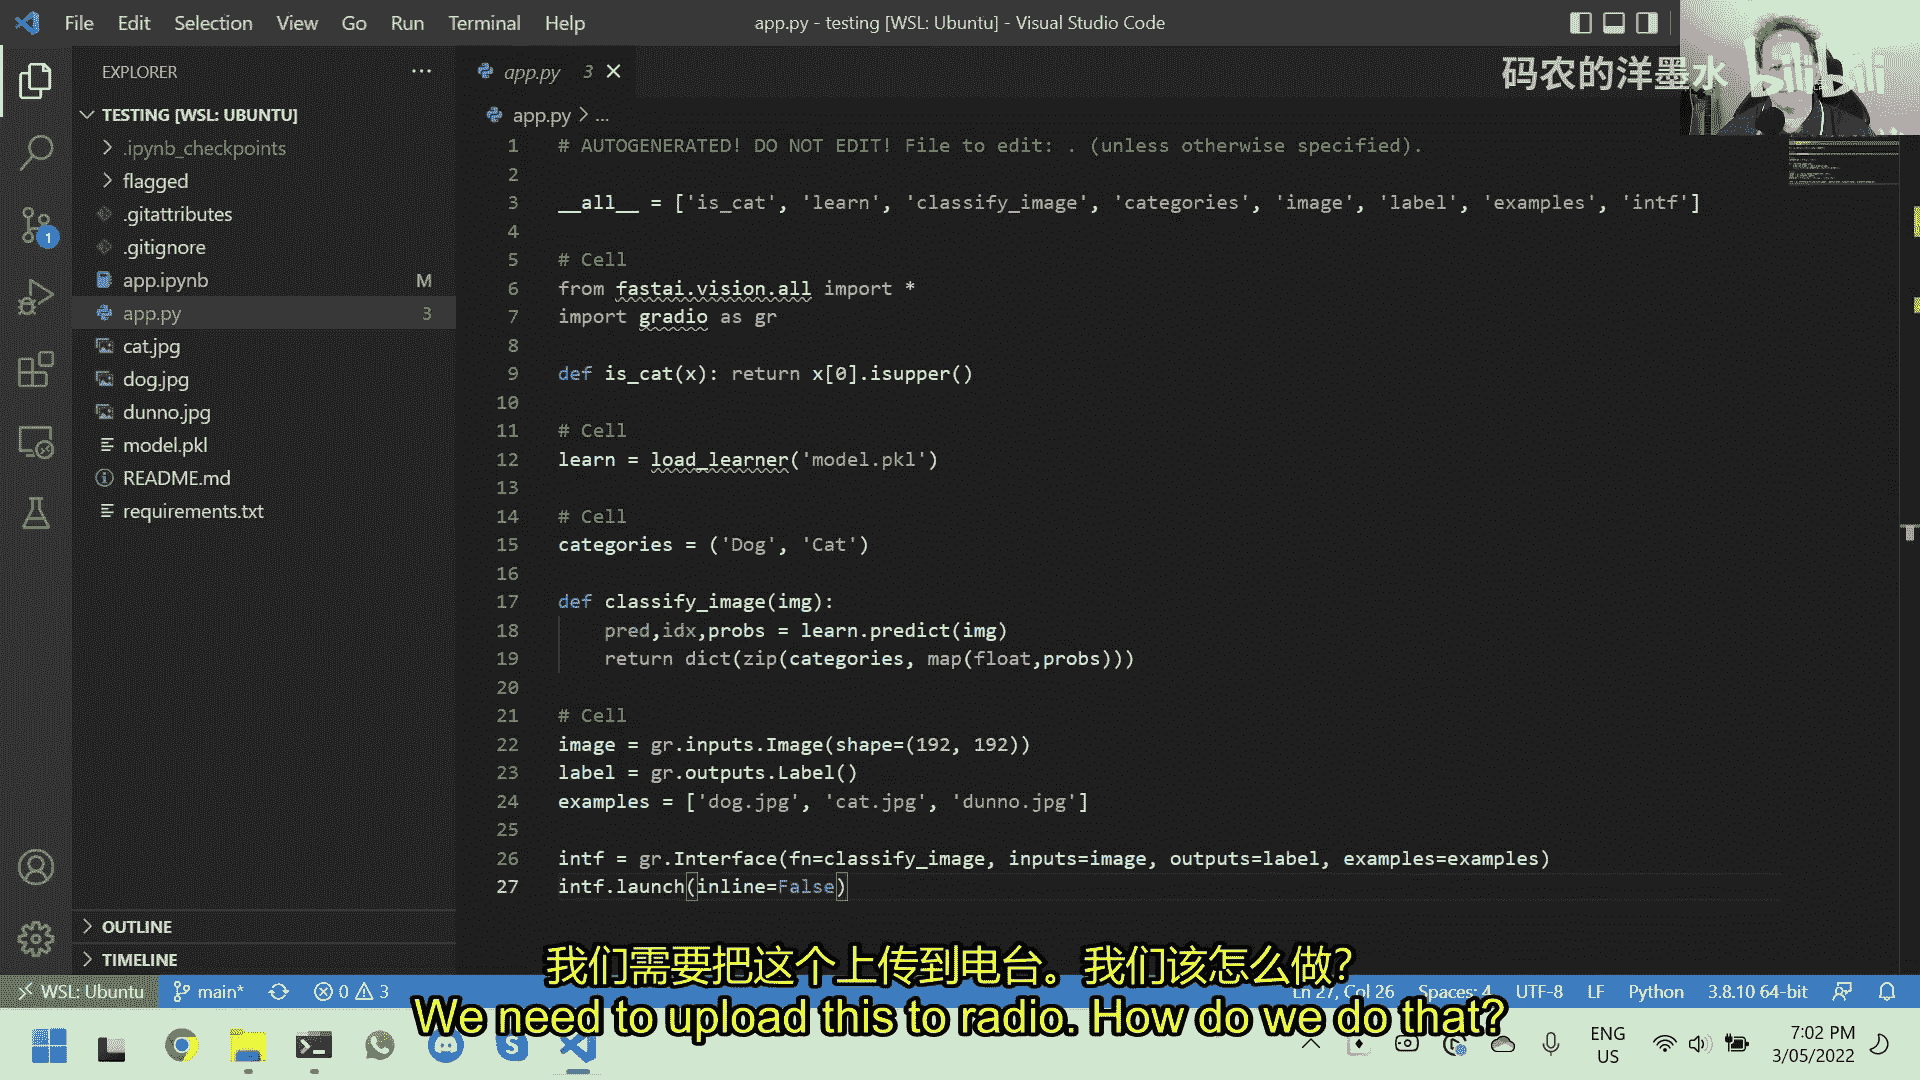 File Edit Selection View Go Run Terminal Help
app.py - testing [WSL: Ubuntu] - Visual Studio Code
码农的洋墨水 bilibili
EXPLORER
TESTING [WSL: UBUNTU]
.ipynb_checkpoints
flagged
.gitattributes
.gitignore
app.ipynb M
app.py 3
cat.jpg
dog.jpg
dunno.jpg
model.pkl
README.md
requirements.txt
OUTLINE
TIMELINE
1
app.py 3
app.py > ...
1 # AUTOGENERATED! DO NOT EDIT! File to edit: . (unless otherwise specified).
2
3 __all__ = ['is_cat', 'learn', 'classify_image', 'categories', 'image', 'label', 'examples', 'intf']
4
5 # Cell
6 from fastai.vision.all import *
7 import gradio as gr
8
9 def is_cat(x): return x[0].isupper()
10
11 # Cell
12 learn = load_learner('model.pkl')
13
14 # Cell
15 categories = ('Dog', 'Cat')
16
17 def classify_image(img):
18 pred,idx,probs = learn.predict(img)
19 return dict(zip(categories, map(float,probs)))
20
21 # Cell
22 image = gr.inputs.Image(shape=(192, 192))
23 label = gr.outputs.Label()
24 examples = ['dog.jpg', 'cat.jpg', 'dunno.jpg']
25
26 intf = gr.Interface(fn=classify_image, inputs=image, outputs=label, examples=examples)
27 intf.launch(inline=False)
我们需要把这个上传到电台。我们该怎么做?
We need to upload this to radio. How do we do that?
WSL: Ubuntu main* 0 3 Ln 27, Col 26 Spaces: 4 UTF-8 LF Python 3.8.10 64-bit
ENG
US
7:02 PM
3/05/2022